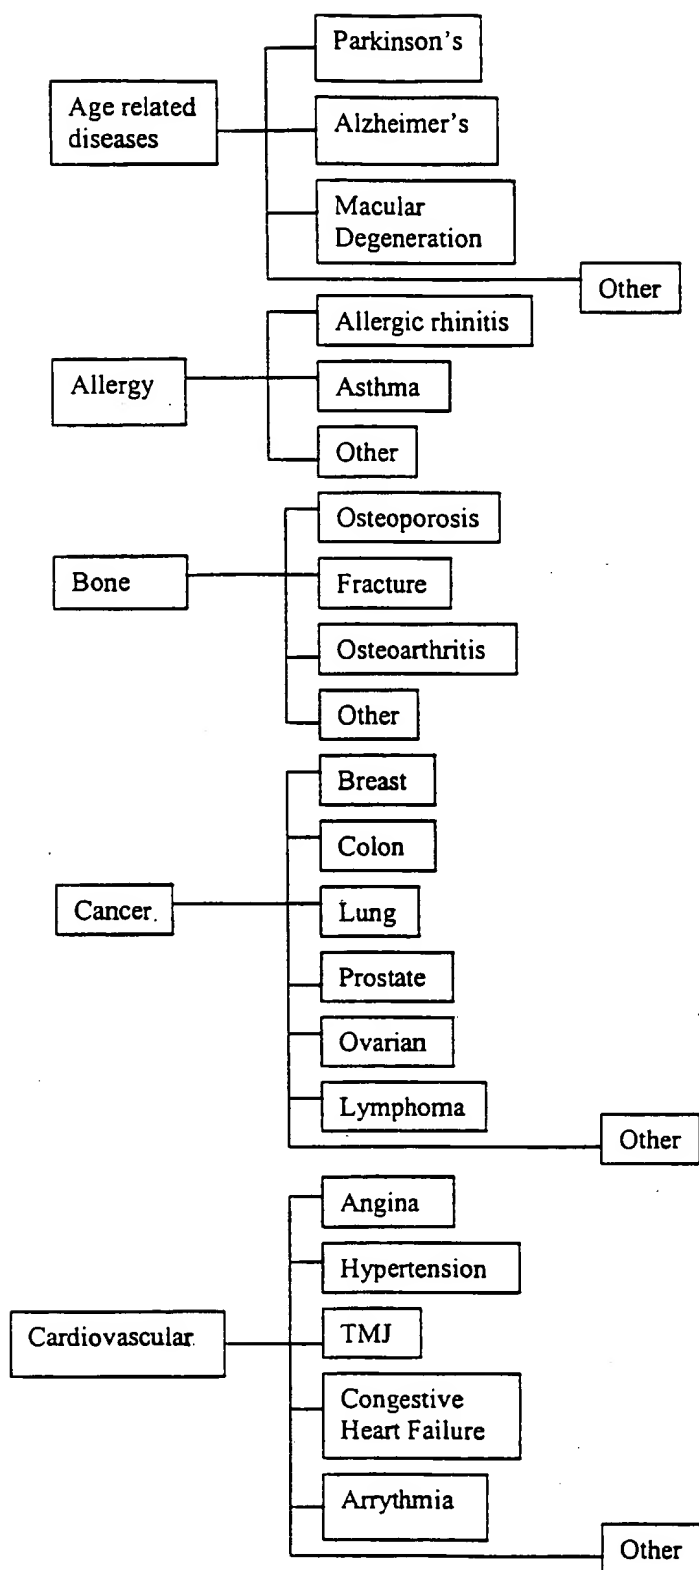 Parkinson's
Age related
diseases
Alzheimer's
Macular
Degeneration
Other
Allergic rhinitis
Allergy
Asthma
Other
Osteoporosis
Bone
Fracture
Osteoarthritis
Other
Breast
Colon
Cancer.
Lung
Prostate
Ovarian
Lymphoma
Other
Angina
Hypertension
Cardiovascular
TMJ
Congestive
Heart Failure
Arrythmia
Other